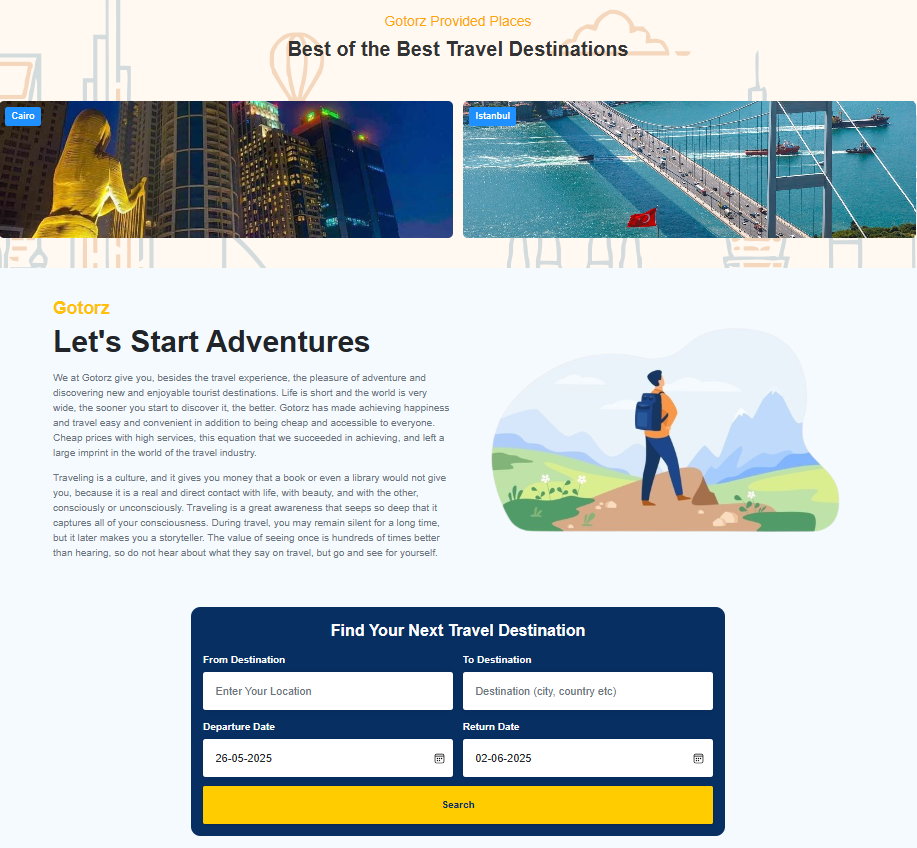 Gotorz Provided Places
Best of the Best Travel Destinations
Cairo
Istanbul
Gotorz
Let's Start Adventures
We at Gotorz give you, besides the travel experience, the pleasure of adventure and
discovering new and enjoyable tourist destinations. Life is short and the world is very
wide, the sooner you start to discover it, the better. Gotorz has made achieving happiness
and travel easy and convenient in addition to being cheap and accessible to everyone.
Cheap prices with high services, this equation that we succeeded in achieving, and left a
large imprint in the world of the travel industry.
Traveling is a culture, and it gives you money that a book or even a library would not give
you, because it is a real and direct contact with life, with beauty, and with the other,
consciously or unconsciously. Traveling is a great awareness that seeps so deep that it
captures all of your consciousness. During travel, you may remain silent for a long time,
but it later makes you a storyteller. The value of seeing once is hundreds of times better
than hearing, so do not hear about what they say on travel, but go and see for yourself.
Find Your Next Travel Destination
From Destination
To Destination
Enter Your Location
Destination (city, country etc)
Departure Date
Return Date
26-05-2025
02-06-2025
Search